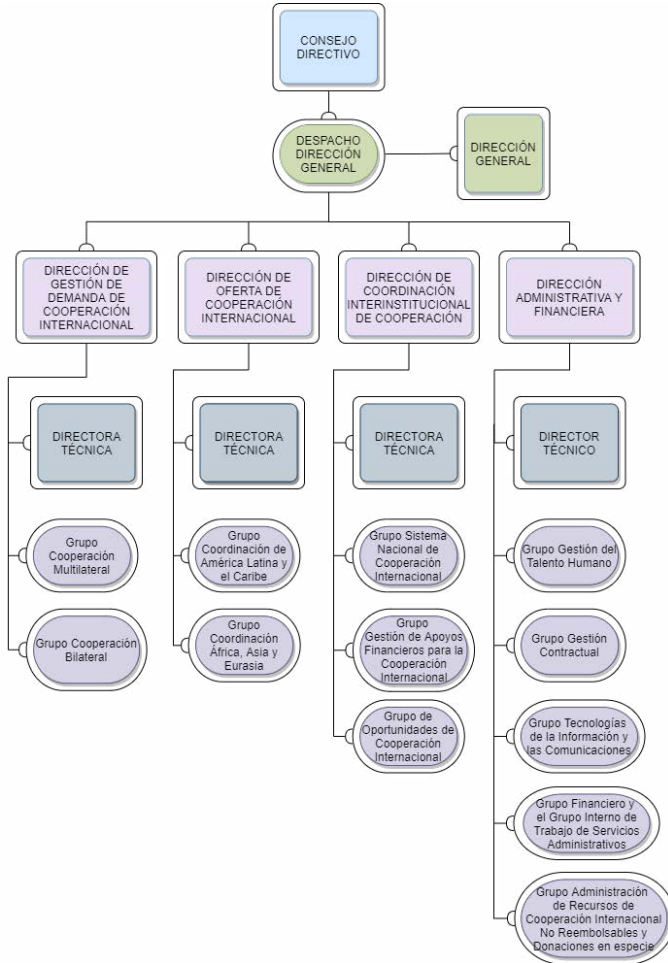 CONSEJO
DIRECTIVO
DESPACHO
DIRECCIÓN
GENERAL
DIRECCIÓN
GENERAL
DIRECCIÓN DE
GESTIÓN DE
DEMANDA DE
COOPERACIÓN
INTERNACIONAL
DIRECCIÓN DE
OFERTA DE
COOPERACIÓN
INTERNACIONAL
DIRECCIÓN DE
COORDINACIÓN
INTERINSTITUCIONAL
DE COOPERACIÓN
DIRECCIÓN
ADMINISTRATIVA Y
FINANCIERA
DIRECTORA
TÉCNICA
DIRECTORA
TÉCNICA
DIRECTORA
TÉCNICA
DIRECTOR
TÉCNICO
Grupo
Cooperación
Multilateral
Grupo
Coordinación de
América Latina y
el Caribe
Grupo Sistema
Nacional de
Cooperación
Internacional
Grupo Gestión del
Talento Humano
Grupo Cooperación
Bilateral
Grupo
Coordinación
África, Asia y
Eurasia
Grupo
Gestión de Apoyos
Financieros para la
Cooperación
Internacional
Grupo Gestión
Contractual
Grupo de
Oportunidades de
Cooperación
Internacional
Grupo Tecnologías
de la Información y
las Comunicaciones
Grupo Financiero y
el Grupo Interno de
Trabajo de Servicios
Administrativos
Grupo Administración
de Recursos de
Cooperación Internacional
No Reembolsables y
Donaciones en especie